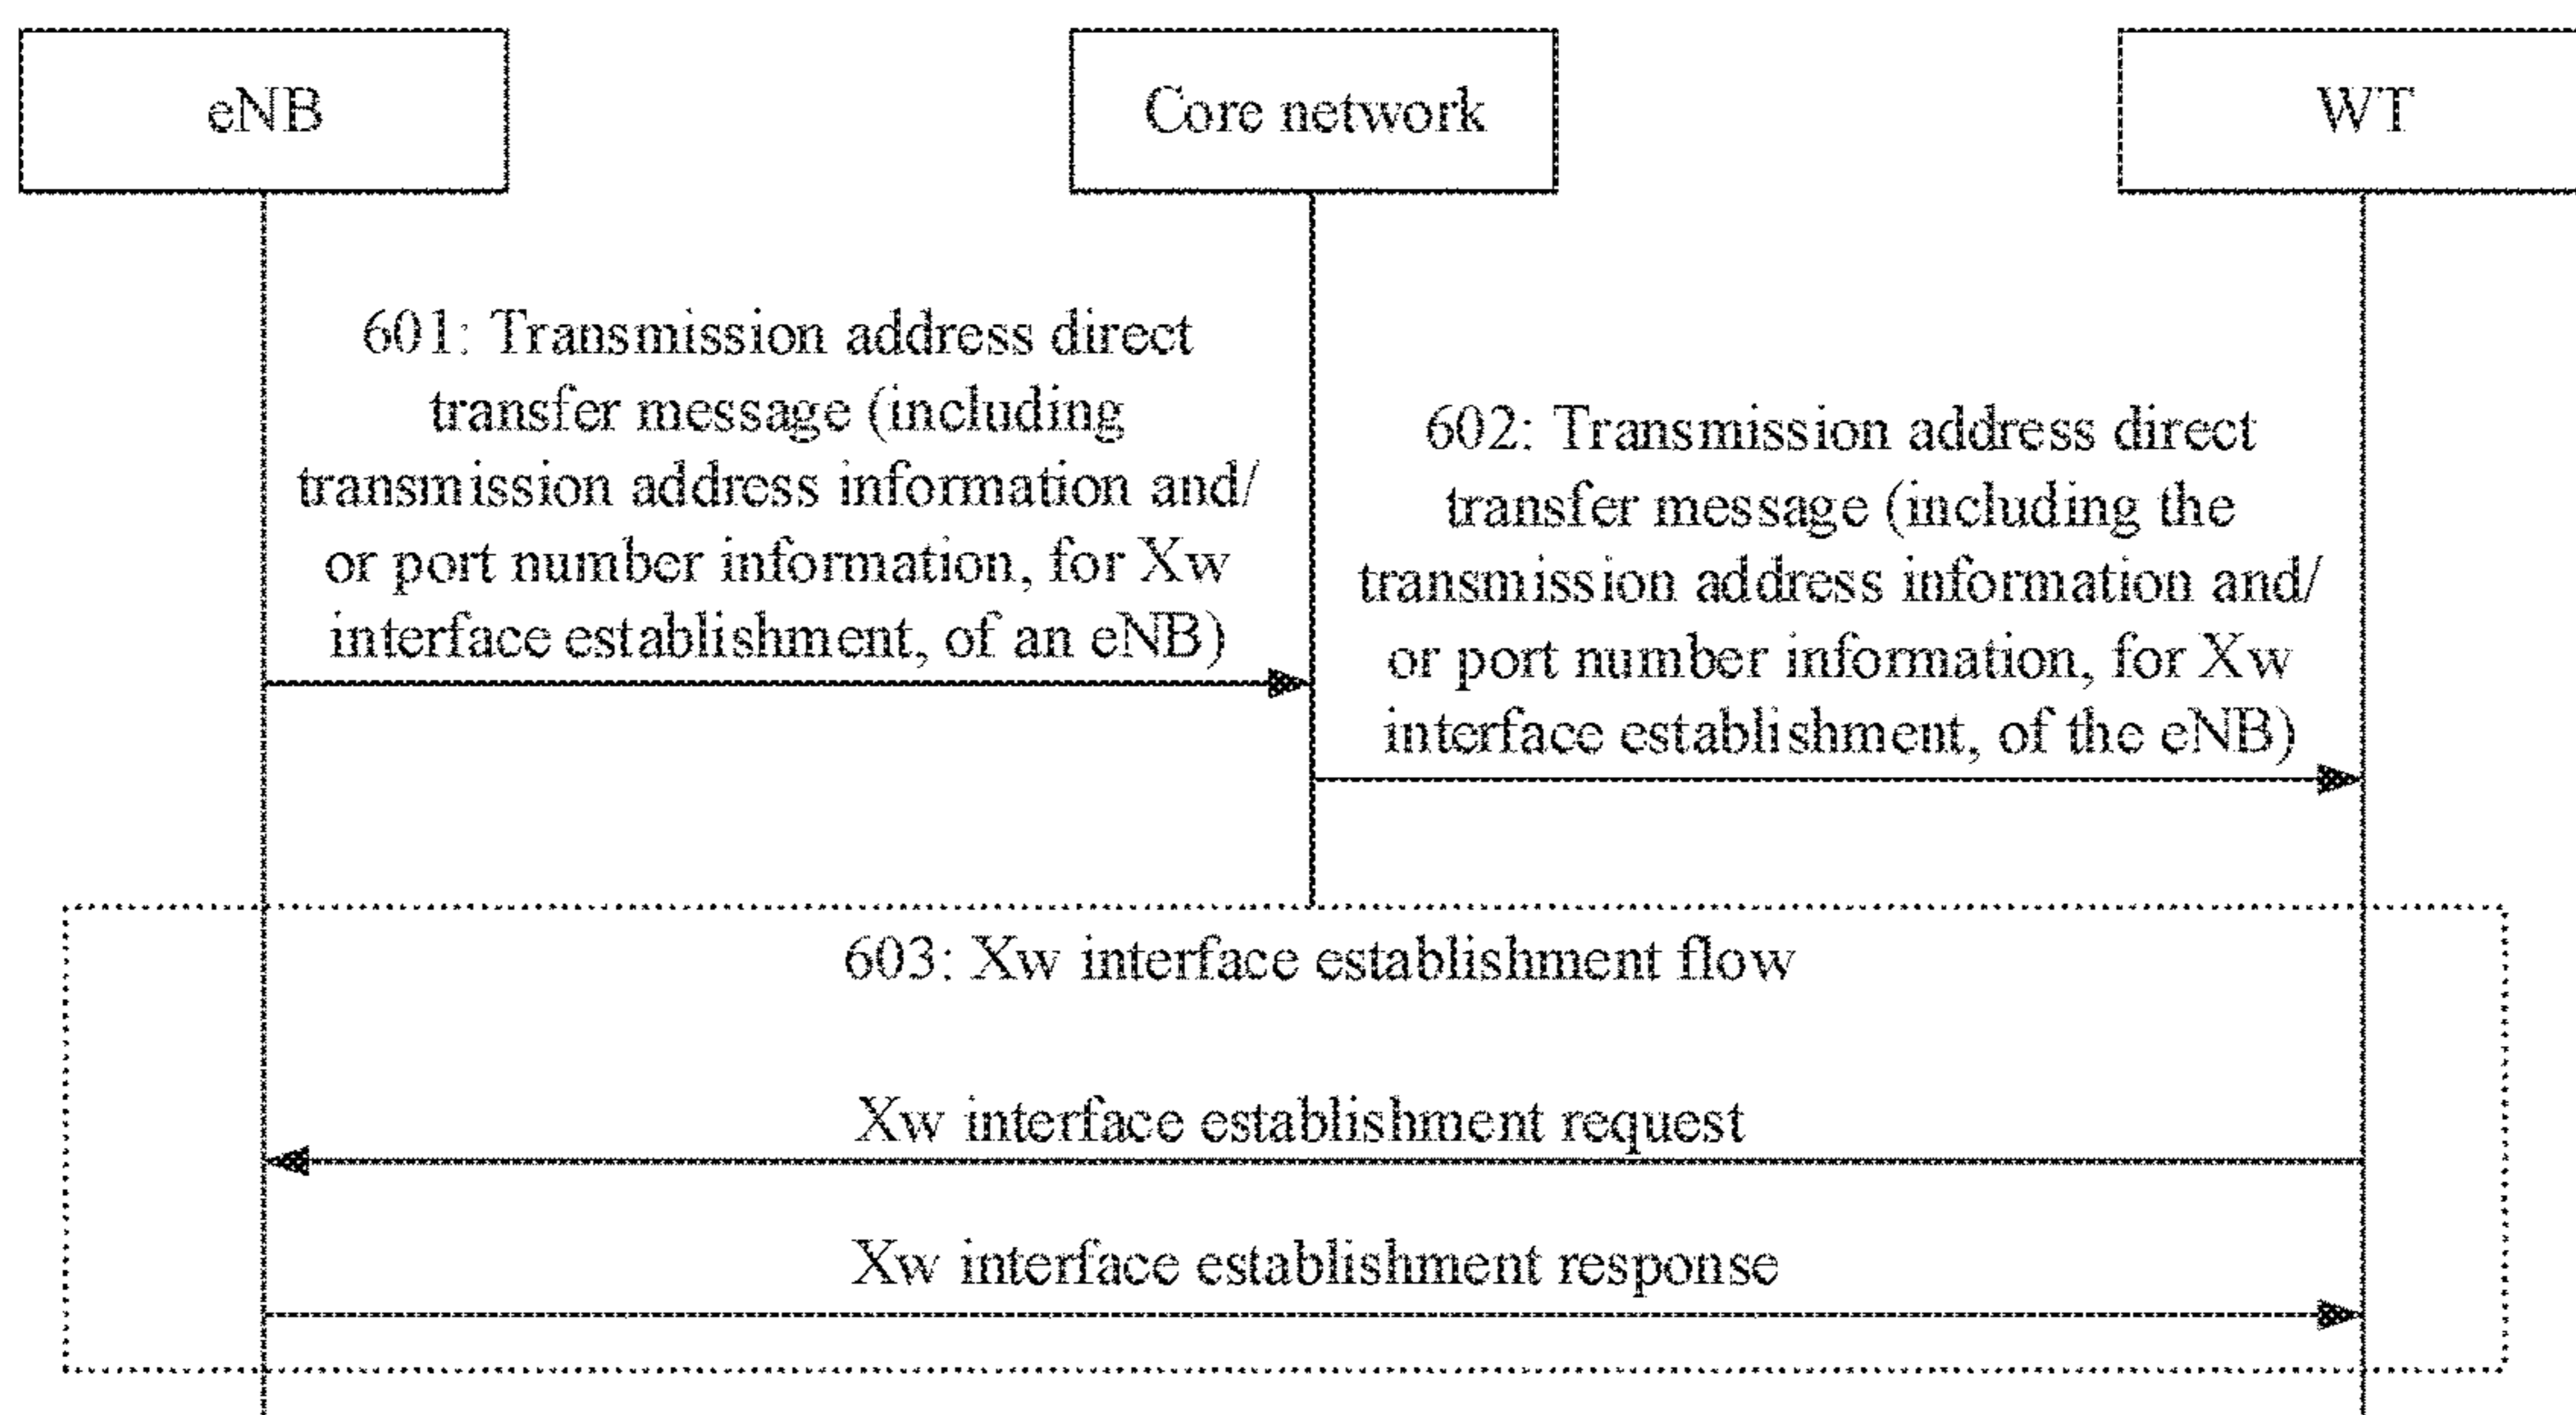 eNB
Core network
WT
601: Transmission address direct
transfer message (including
transmission address information and/
or port number information, for Xw
interface establishment, of an eNB)
602: Transmission address direct
transfer message (including the
transmission address information and/
or port number information, for Xw
interface establishment, of the eNB)
603: Xw interface establishment flow
Xw interface establishment request
Xw interface establishment response